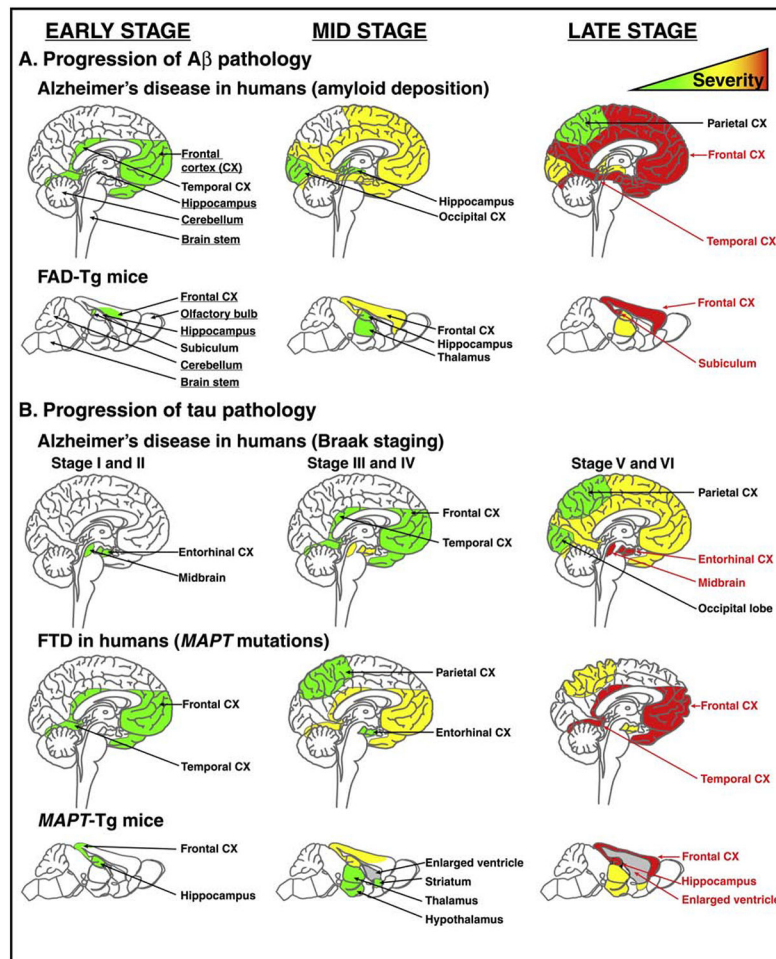 EARLY STAGE MID STAGE LATE STAGE
A. Progression of Aβ pathology
Severity
Alzheimer's disease in humans (amyloid deposition)
Frontal
cortex (CX)
Temporal CX
Hippocampus
Cerebellum
Brain stem
Hippocampus
Occipital CX
Parietal CX
Frontal CX
Temporal CX
FAD-Tg mice
Frontal CX
Olfactory bulb
Hippocampus
Subiculum
Cerebellum
Brain stem
Frontal CX
Hippocampus
Thalamus
Frontal CX
Subiculum
B. Progression of tau pathology
Alzheimer's disease in humans (Braak staging)
Stage I and II Stage III and IV Stage V and VI
Entorhinal CX
Midbrain
Frontal CX
Temporal CX
Parietal CX
Entorhinal CX
Midbrain
Occipital lobe
FTD in humans (MAPT mutations)
Frontal CX
Temporal CX
Parietal CX
Entorhinal CX
Frontal CX
Temporal CX
MAPT-Tg mice
Frontal CX
Hippocampus
Enlarged ventricle
Striatum
Thalamus
Hypothalamus
Frontal CX
Hippocampus
Enlarged ventricle